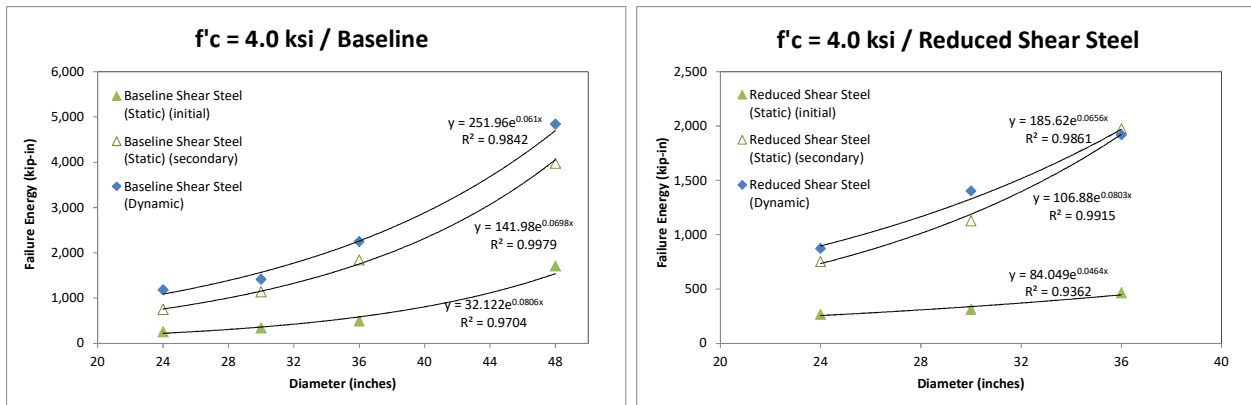 f'c = 4.0 ksi / Baseline
6,000
5,000
4,000
3,000
2,000
1,000
0
Failure Energy (kip-in)
Baseline Shear Steel
(Static) (initial)
Baseline Shear Steel
(Static) (secondary)
Baseline Shear Steel
(Dynamic)
y = 251.96e^0.061x
R² = 0.9842
y = 141.98e^0.0698x
R² = 0.9979
y = 32.122e^0.0806x
R² = 0.9704
20 24 28 32 36 40 44 48
Diameter (inches)
f'c = 4.0 ksi / Reduced Shear Steel
2,500
2,000
1,500
1,000
500
0
Failure Energy (kip-in)
Reduced Shear Steel
(Static) (initial)
Reduced Shear Steel
(Static) (secondary)
Reduced Shear Steel
(Dynamic)
y = 185.62e^0.0656x
R² = 0.9861
y = 106.88e^0.0803x
R² = 0.9915
y = 84.049e^0.0464x
R² = 0.9362
20 24 28 32 36 40
Diameter (inches)